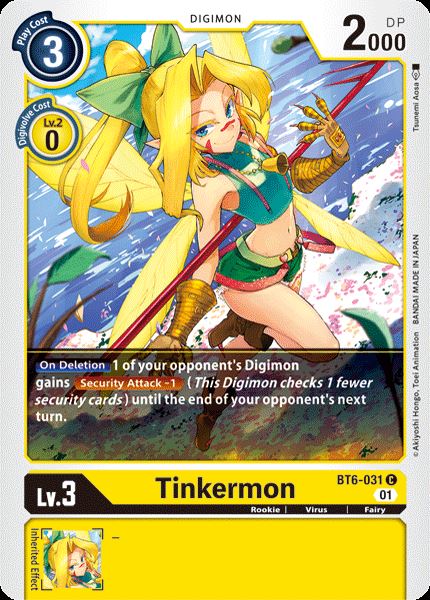 Play Cost
3
DIGIMON
DP
2000
Digivolve Cost
Lv.2
0
Tsunemi Aosa
BANDAI MADE IN JAPAN
©Akiyoshi Hongo, Toei Animation
On Deletion 1 of your opponent's Digimon
gains Security Attack -1 (This Digimon checks 1 fewer
security cards) until the end of your opponent's next
turn.
BT6-031 C
Lv.3
Tinkermon
01
Rookie | Virus | Fairy
Inherited Effect
–